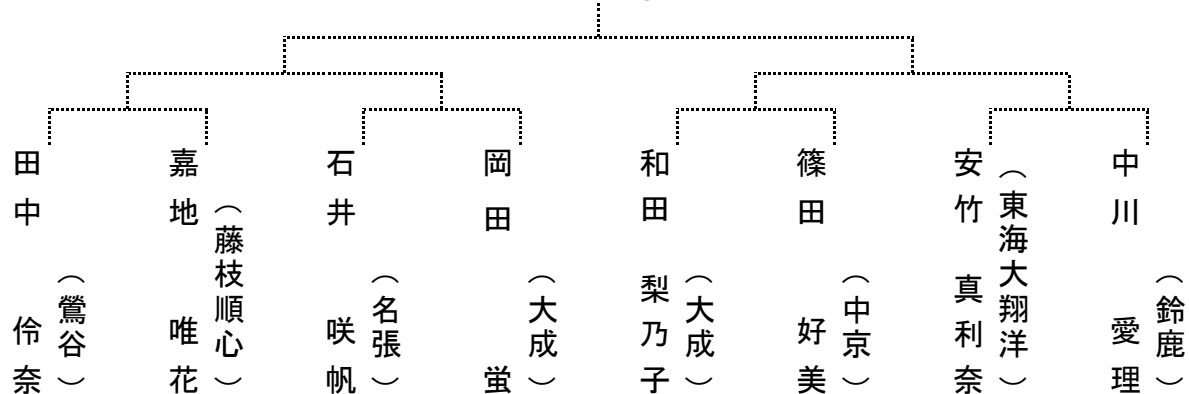 田中 伶奈
(鶯谷)
嘉地 唯花
(藤枝順心)
石井 咲帆
(名張)
岡田 蛍
(大成)
和田 梨乃子
(大成)
篠田 好美
(中京)
安竹 真利奈
(東海大翔洋)
中川 愛理
(鈴鹿)